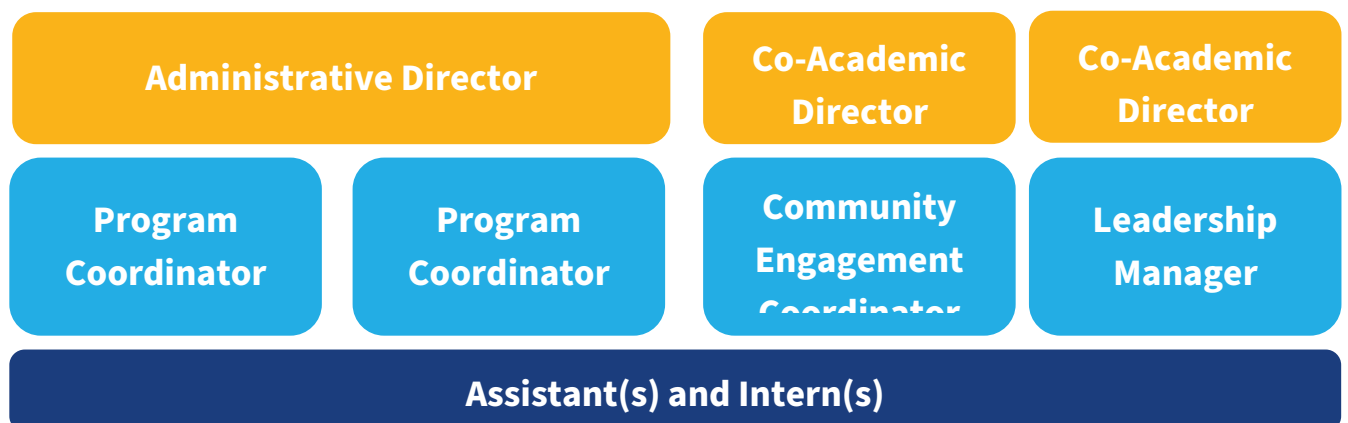 Administrative Director
Co-Academic
Director
Co-Academic
Director
Program
Coordinator
Program
Coordinator
Community
Engagement
Coordinator
Leadership
Manager
Assistant(s) and Intern(s)